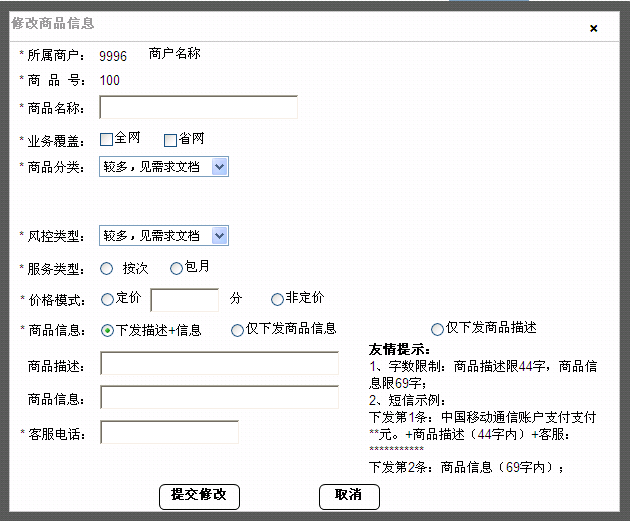 修改商品信息
×
* 所属商户： 9996 商户名称
* 商 品 号： 100
* 商品名称：
* 业务覆盖： 全网 省网
* 商品分类： 较多，见需求文档
* 风控类型： 较多，见需求文档
* 服务类型： 按次 包月
* 价格模式： 定价 分 非定价
* 商品信息： 下发描述+信息 仅下发商品信息 仅下发商品描述
商品描述：
商品信息：
* 客服电话：
友情提示：
1、字数限制：商品描述限44字，商品信
息限69字；
2、短信示例：
下发第1条：中国移动通信账户支付支付
**元。+商品描述（44字内）+客服：
***********
下发第2条：商品信息（69字内）；
提交修改 取消